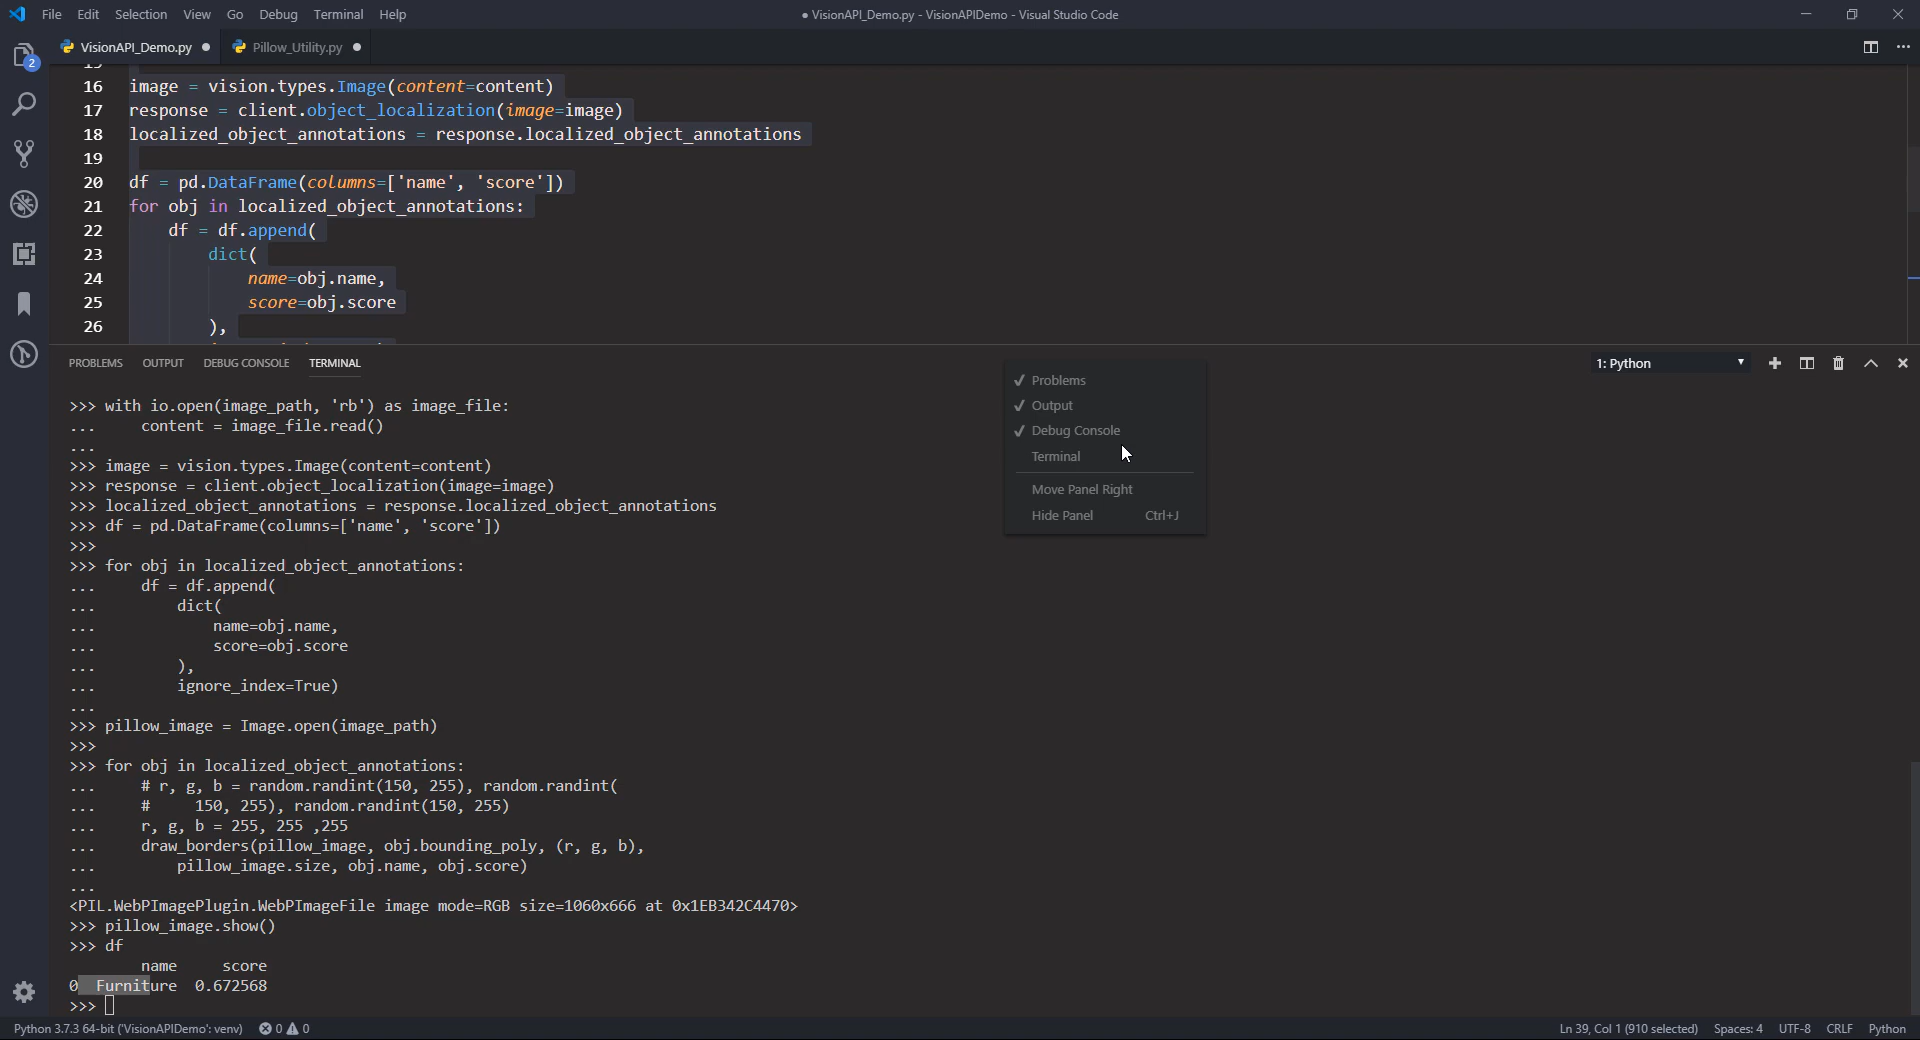 File Edit Selection View Go Debug Terminal Help
● VisionAPI_Demo.py - VisionAPIDemo - Visual Studio Code
VisionAPI_Demo.py ●
Pillow_Utility.py ●
2
16 image = vision.types.Image(content=content)
17 response = client.object_localization(image=image)
18 localized_object_annotations = response.localized_object_annotations
19
20 df = pd.DataFrame(columns=['name', 'score'])
21 for obj in localized_object_annotations:
22     df = df.append(
23         dict(
24             name=obj.name,
25             score=obj.score
26         ),
PROBLEMS OUTPUT DEBUG CONSOLE TERMINAL
1: Python
✓ Problems
✓ Output
✓ Debug Console
Terminal
Move Panel Right
Hide Panel Ctrl+J
>>> with io.open(image_path, 'rb') as image_file:
...     content = image_file.read()
...
>>> image = vision.types.Image(content=content)
>>> response = client.object_localization(image=image)
>>> localized_object_annotations = response.localized_object_annotations
>>> df = pd.DataFrame(columns=['name', 'score'])
>>>
>>> for obj in localized_object_annotations:
...     df = df.append(
...         dict(
...             name=obj.name,
...             score=obj.score
...         ),
...         ignore_index=True)
...
>>> pillow_image = Image.open(image_path)
>>>
>>> for obj in localized_object_annotations:
...     # r, g, b = random.randint(150, 255), random.randint(
...     #     150, 255), random.randint(150, 255)
...     r, g, b = 255, 255 ,255
...     draw_borders(pillow_image, obj.bounding_poly, (r, g, b),
...         pillow_image.size, obj.name, obj.score)
...
<PIL.WebPImagePlugin.WebPImageFile image mode=RGB size=1060x666 at 0x1EB342C4470>
>>> pillow_image.show()
>>> df
        name     score
0  Furniture  0.672568
>>>
Python 3.7.3 64-bit ('VisionAPIDemo': venv) 0 0
Ln 39, Col 1 (910 selected) Spaces: 4 UTF-8 CRLF Python